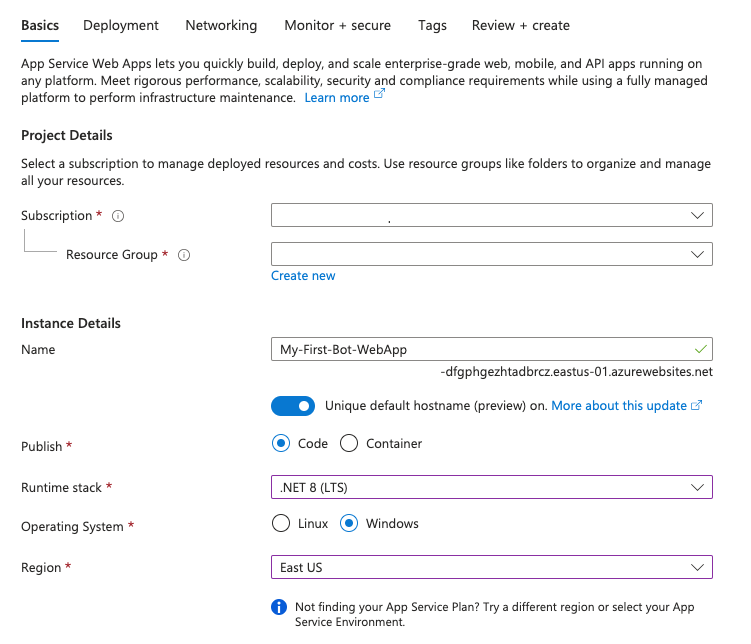 Basics Deployment Networking Monitor + secure Tags Review + create
App Service Web Apps lets you quickly build, deploy, and scale enterprise-grade web, mobile, and API apps running on
any platform. Meet rigorous performance, scalability, security and compliance requirements while using a fully managed
platform to perform infrastructure maintenance. Learn more
Project Details
Select a subscription to manage deployed resources and costs. Use resource groups like folders to organize and manage
all your resources.
Subscription *
Resource Group *
Create new
Instance Details
Name My-First-Bot-WebApp
-dfgphgezhtadbrcz.eastus-01.azurewebsites.net
Unique default hostname (preview) on. More about this update
Publish * Code Container
Runtime stack * .NET 8 (LTS)
Operating System * Linux Windows
Region * East US
Not finding your App Service Plan? Try a different region or select your App
Service Environment.